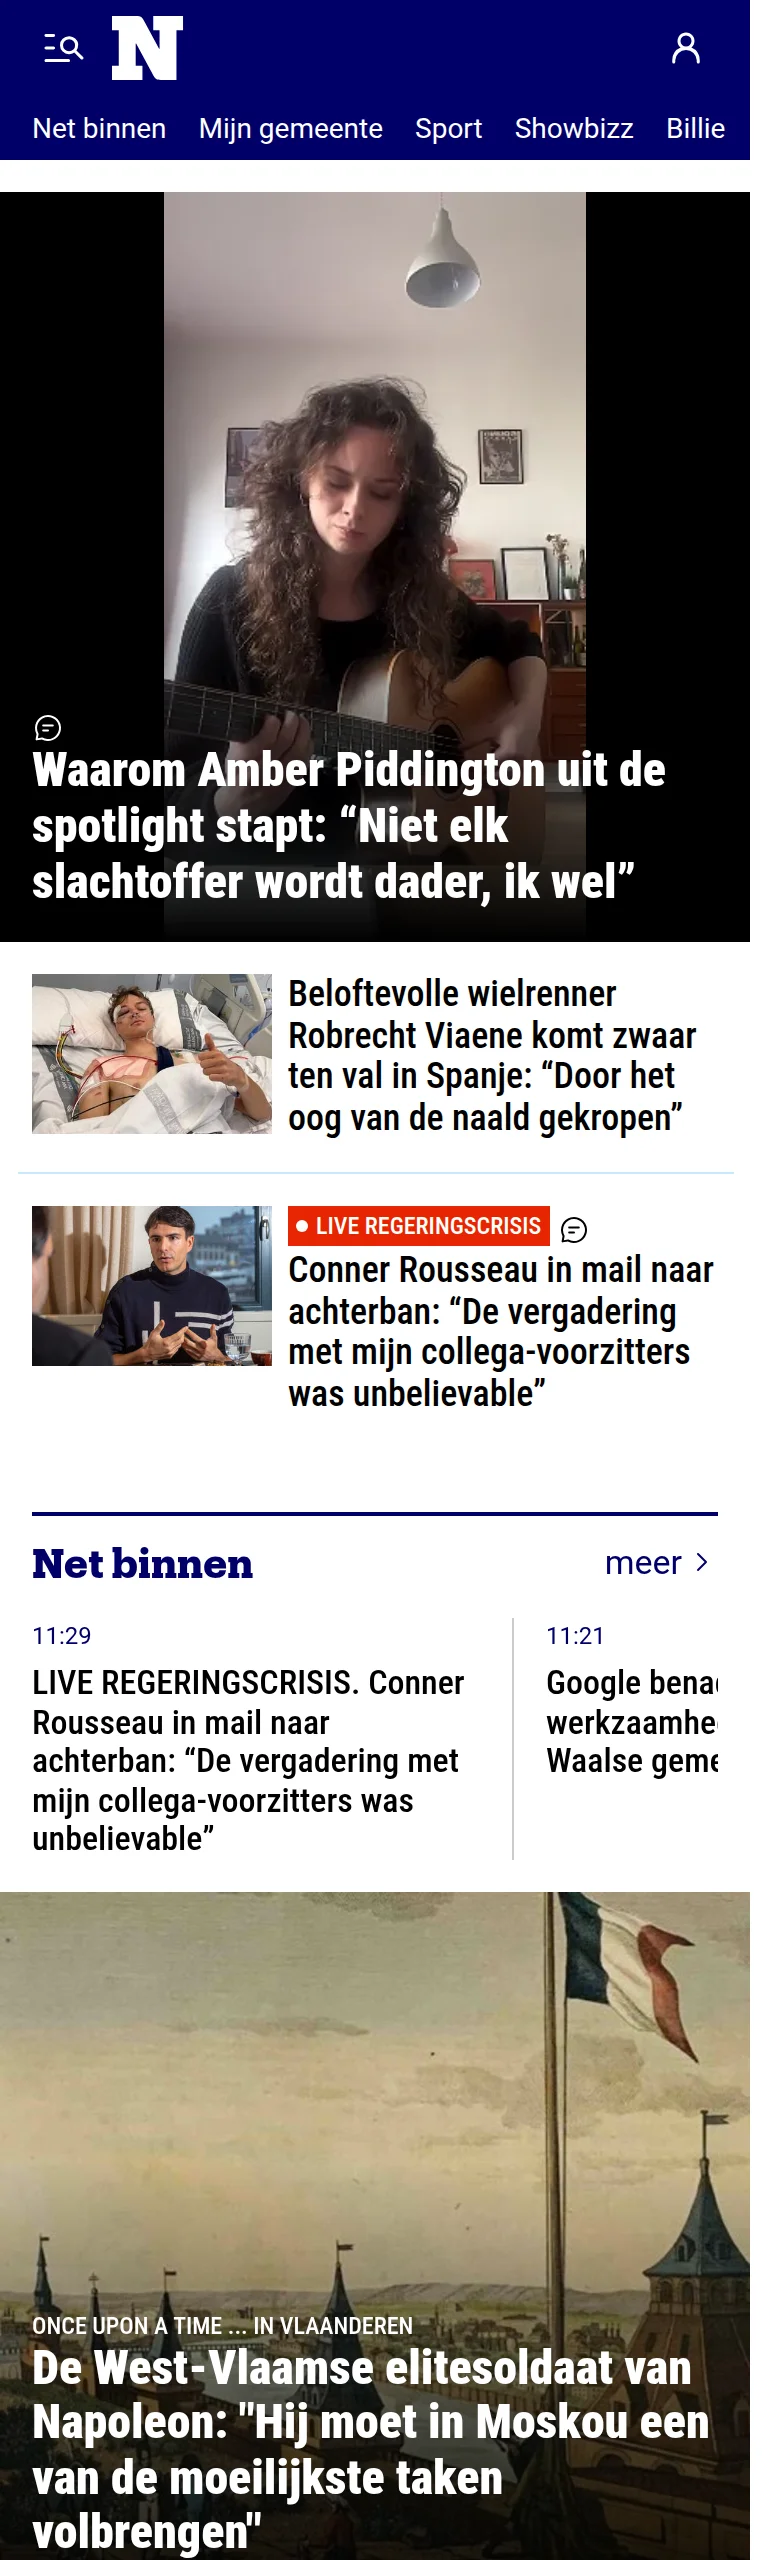 N
Net binnen Mijn gemeente Sport Showbizz Billie
Waarom Amber Piddington uit de
spotlight stapt: “Niet elk
slachtoffer wordt dader, ik wel”
Beloftevolle wielrenner
Robrecht Viaene komt zwaar
ten val in Spanje: “Door het
oog van de naald gekropen”
LIVE REGERINGSCRISIS
Conner Rousseau in mail naar
achterban: “De vergadering
met mijn collega-voorzitters
was unbelievable”
Net binnen
meer
11:29
LIVE REGERINGSCRISIS. Conner
Rousseau in mail naar
achterban: “De vergadering met
mijn collega-voorzitters was
unbelievable”
11:21
Google
Waalse
ONCE UPON A TIME ... IN VLAANDEREN
De West-Vlaamse elitesoldaat van
Napoleon: "Hij moet in Moskou een
van de moeilijkste taken
volbrengen"